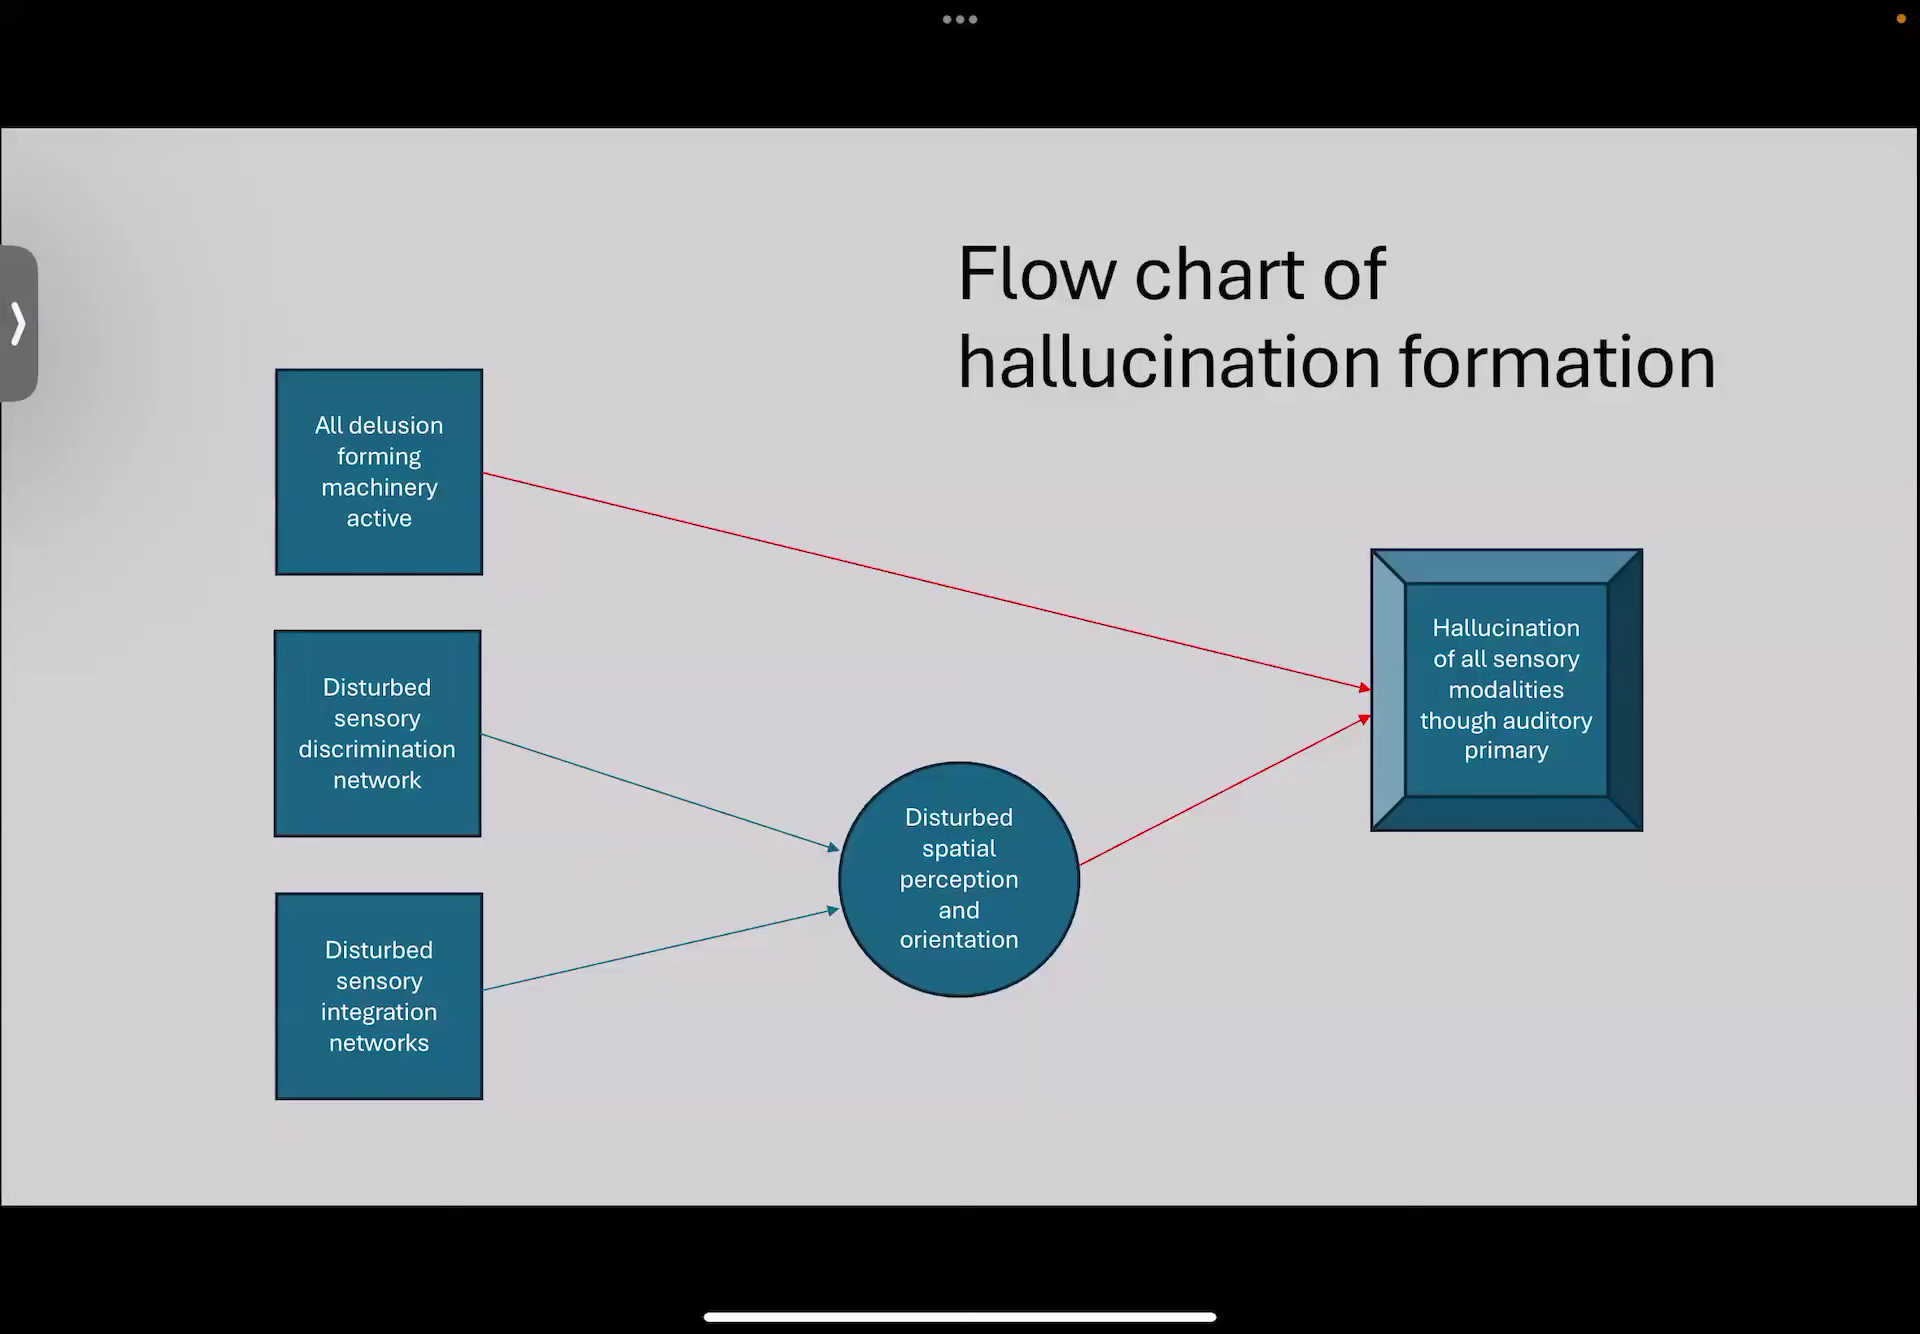 Flow chart of
hallucination formation
All delusion
forming
machinery
active
Disturbed
sensory
discrimination
network
Disturbed
sensory
integration
networks
Disturbed
spatial
perception
and
orientation
Hallucination
of all sensory
modalities
though auditory
primary